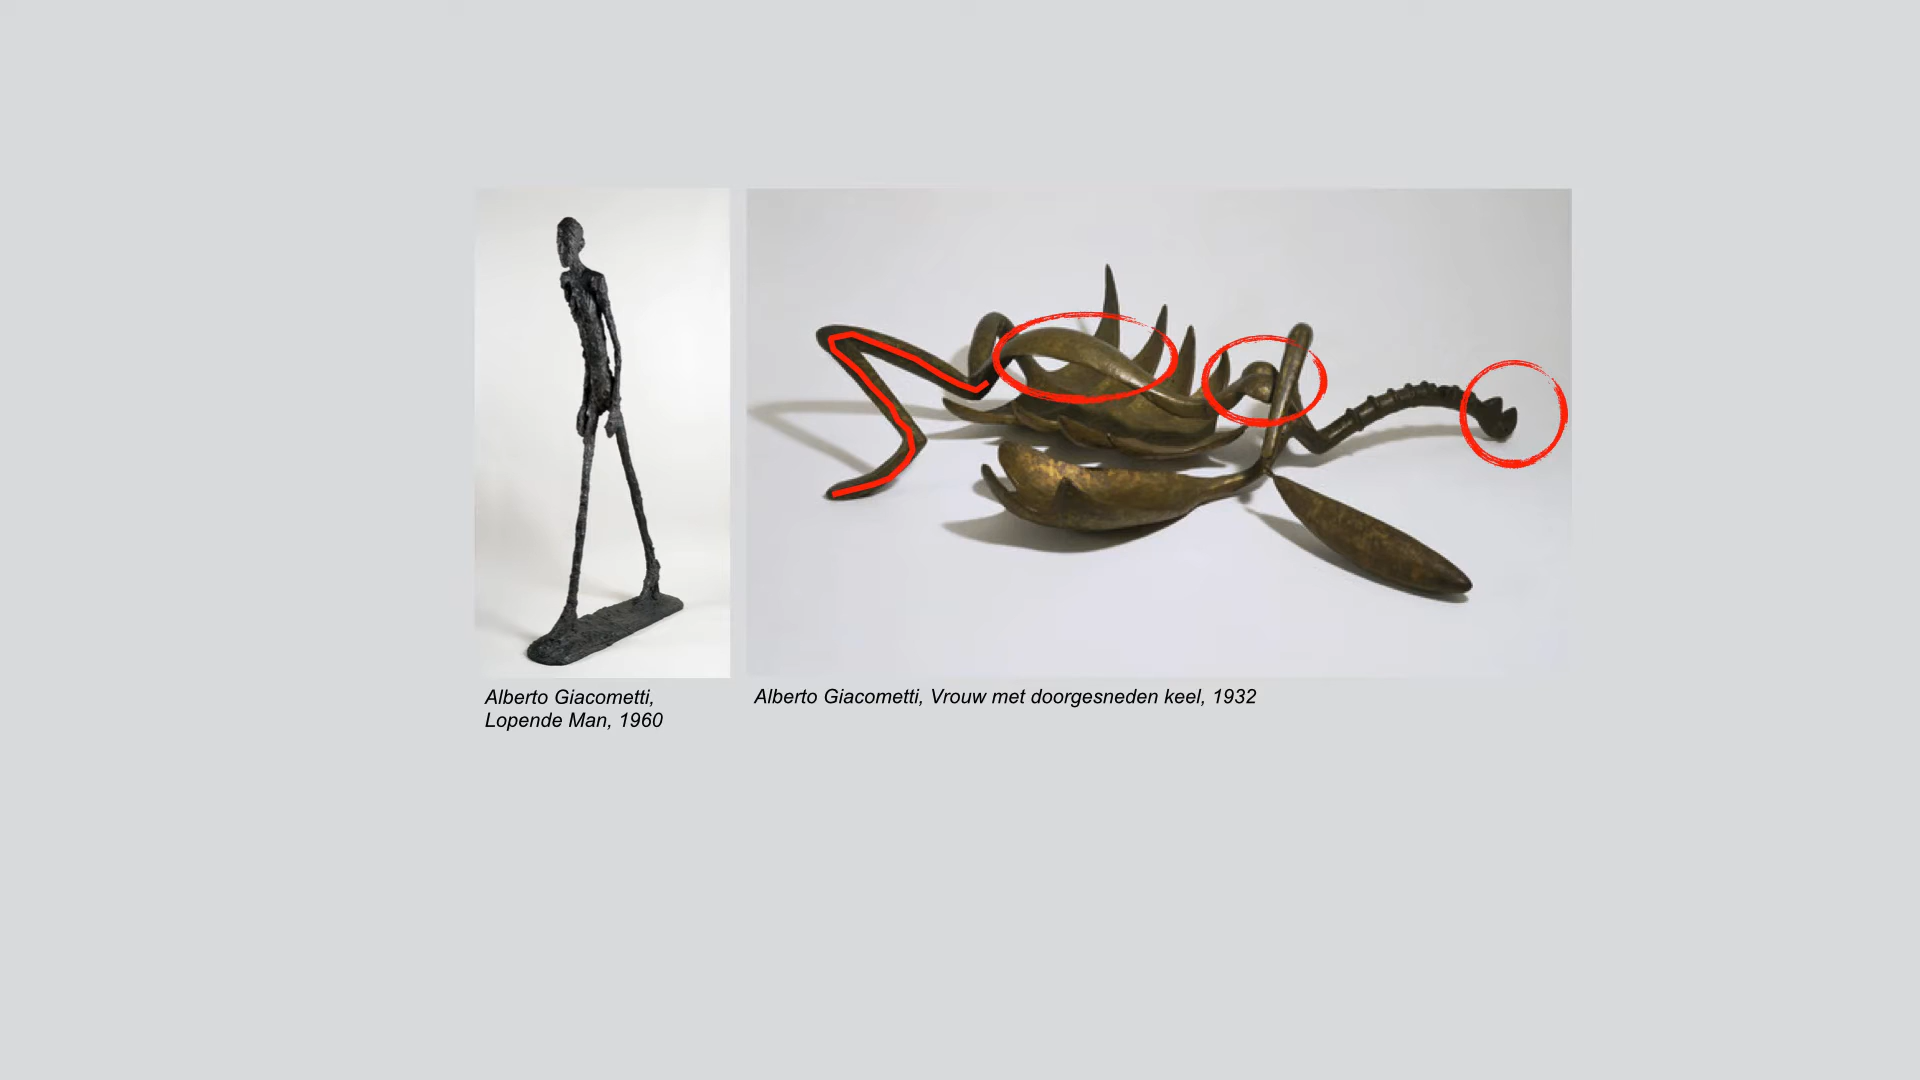 Alberto Giacometti,
Lopende Man, 1960
Alberto Giacometti, Vrouw met doorgesneden keel, 1932